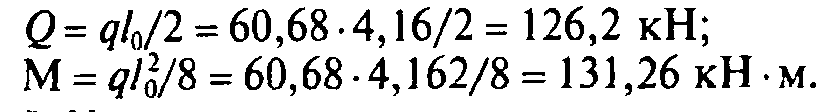 Q = ql₀/2 = 60,68·4,16/2 = 126,2 кН;
М = ql₀²/8 = 60,68·4,162/8 = 131,26 кН·м.